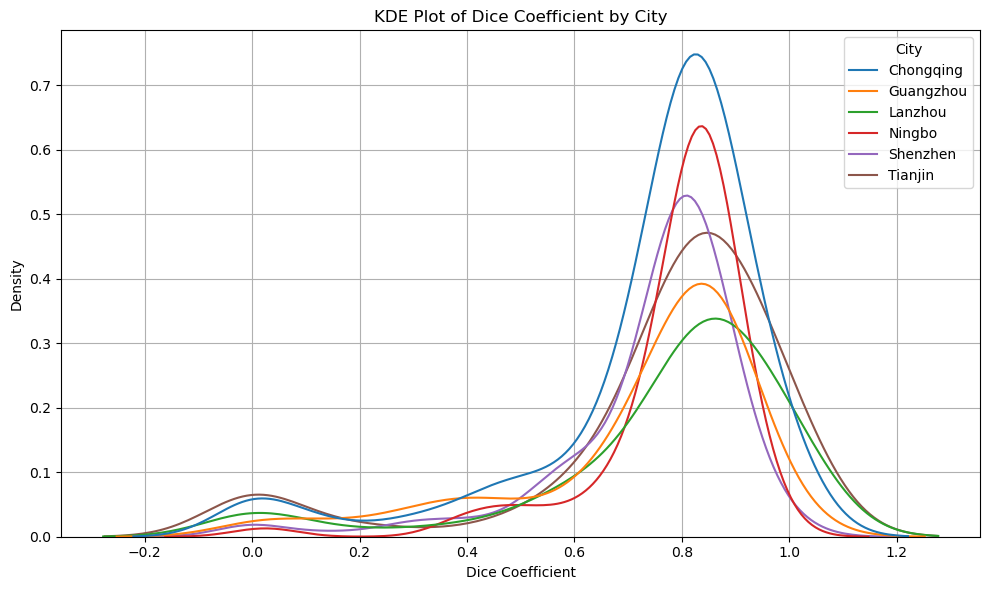 KDE Plot of Dice Coefficient by City
City
Chongqing
Guangzhou
Lanzhou
Ningbo
Shenzhen
Tianjin
Density
0.7
0.6
0.5
0.4
0.3
0.2
0.1
0.0
−0.2 0.0 0.2 0.4 0.6 0.8 1.0 1.2
Dice Coefficient